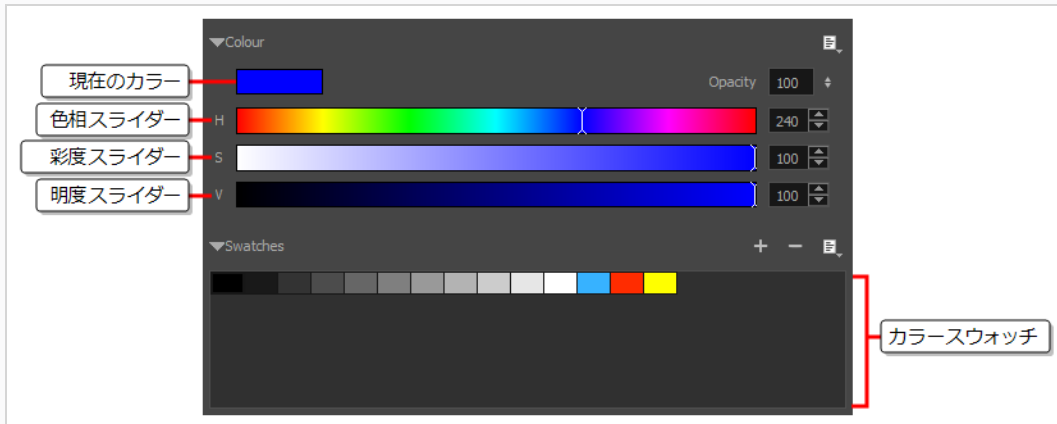 Colour
現在のカラー
Opacity 100
色相スライダー
H 240
彩度スライダー
S 100
明度スライダー
V 100
Swatches
カラースウォッチ